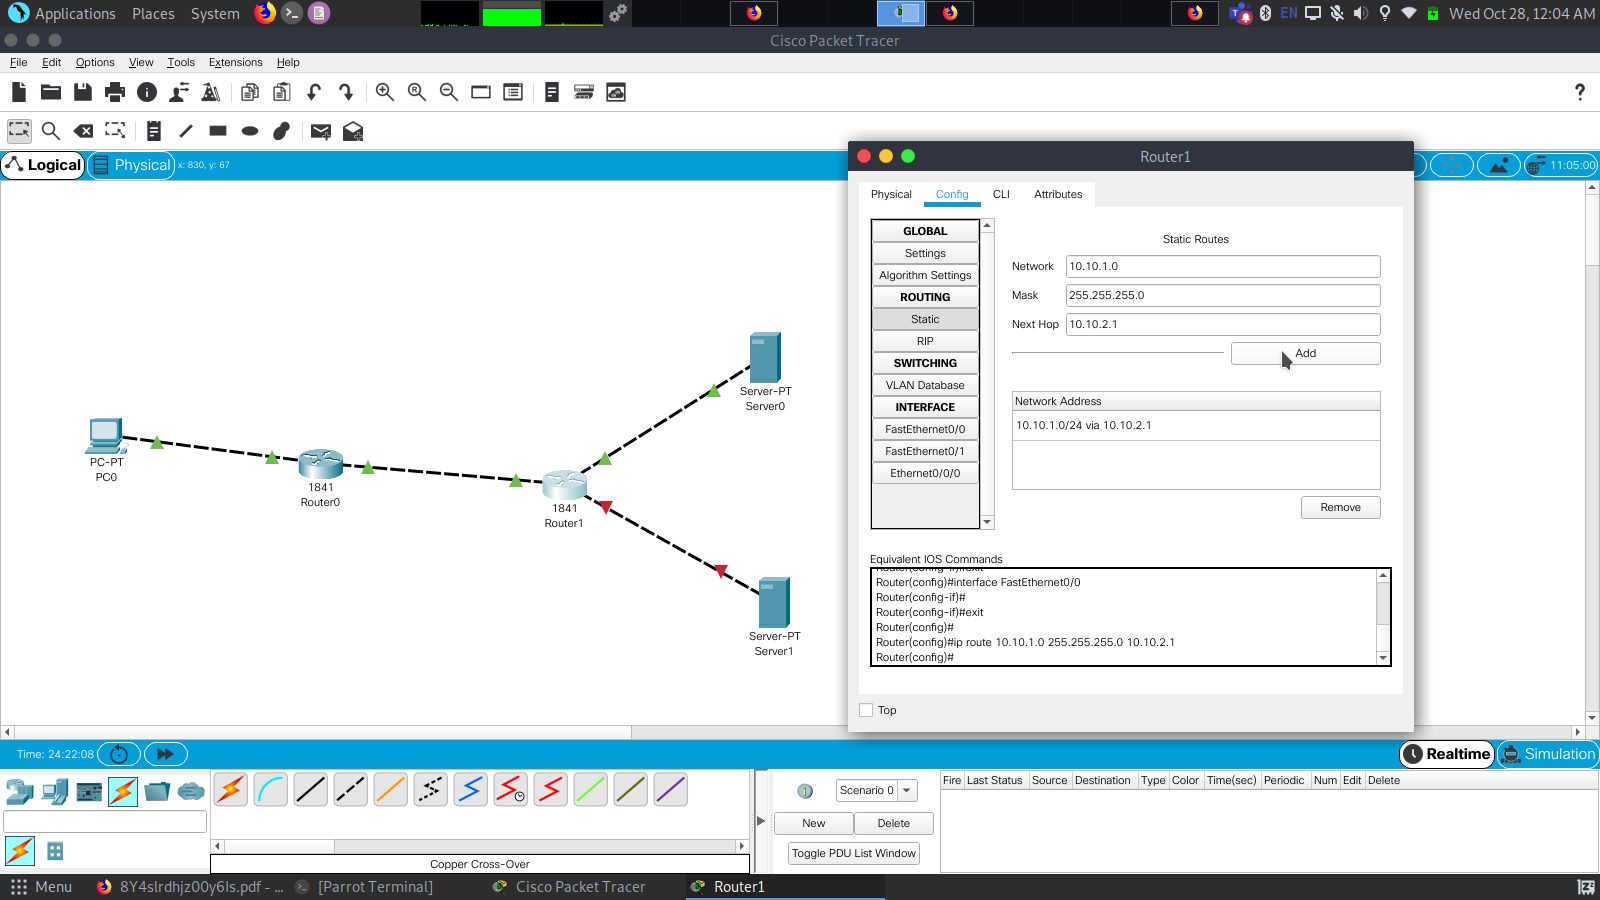 Applications Places System
EN Wed Oct 28, 12:04 AM
Cisco Packet Tracer
File Edit Options View Tools Extensions Help
?
Logical Physical x: 830, y: 67
11:05:00
Router1
Physical Config CLI Attributes
GLOBAL
Settings
Algorithm Settings
ROUTING
Static
RIP
SWITCHING
VLAN Database
INTERFACE
FastEthernet0/0
FastEthernet0/1
Ethernet0/0/0
Static Routes
Network 10.10.1.0
Mask 255.255.255.0
Next Hop 10.10.2.1
Add
Network Address
10.10.1.0/24 via 10.10.2.1
Remove
Equivalent IOS Commands
Router(config-if)#exit
Router(config)#interface FastEthernet0/0
Router(config-if)#
Router(config-if)#exit
Router(config)#
Router(config)#ip route 10.10.1.0 255.255.255.0 10.10.2.1
Router(config)#
Top
Server-PT
Server0
PC-PT
PC0
1841
Router0
1841
Router1
Server-PT
Server1
Time: 24:22:08
Realtime Simulation
Scenario 0
New Delete
Toggle PDU List Window
Fire Last Status Source Destination Type Color Time(sec) Periodic Num Edit Delete
Copper Cross-Over
Menu 8Y4slrdhjz00y6Is.pdf - ... [Parrot Terminal] Cisco Packet Tracer Router1